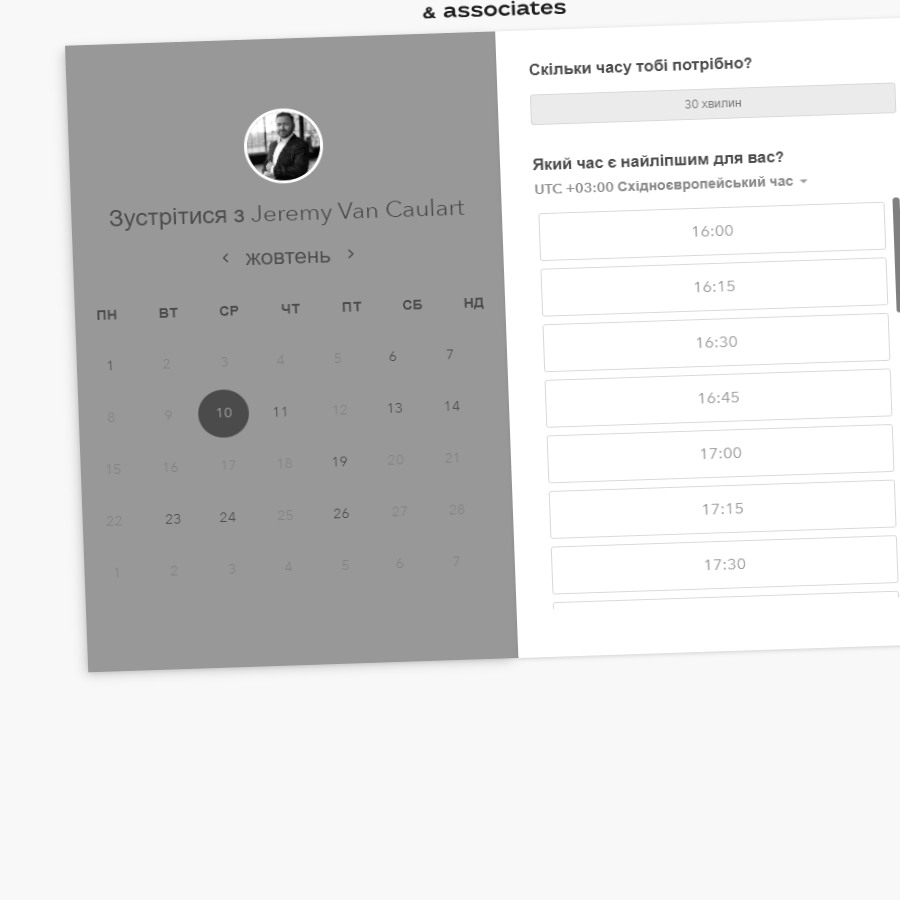 & associates
Зустрітися з Jeremy Van Caulart
жовтень
ПН ВТ СР ЧТ ПТ СБ НД
1 2 3 4 5 6 7
8 9 10 11 12 13 14
15 16 17 18 19 20 21
22 23 24 25 26 27 28
1 2 3 4 5 6 7
Скільки часу тобі потрібно?
30 хвилин
Який час є найліпшим для вас?
UTC +03:00 Східноєвропейський час
16:00
16:15
16:30
16:45
17:00
17:15
17:30